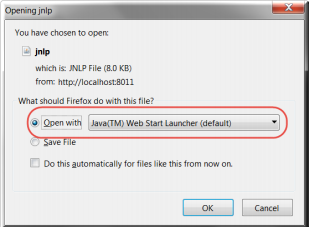 Opening jnlp
You have chosen to open:
jnlp
which is: JNLP File (8.0 KB)
from: http://localhost:8011
What should Firefox do with this file?
Open with Java(TM) Web Start Launcher (default)
Save File
Do this automatically for files like this from now on.
OK Cancel